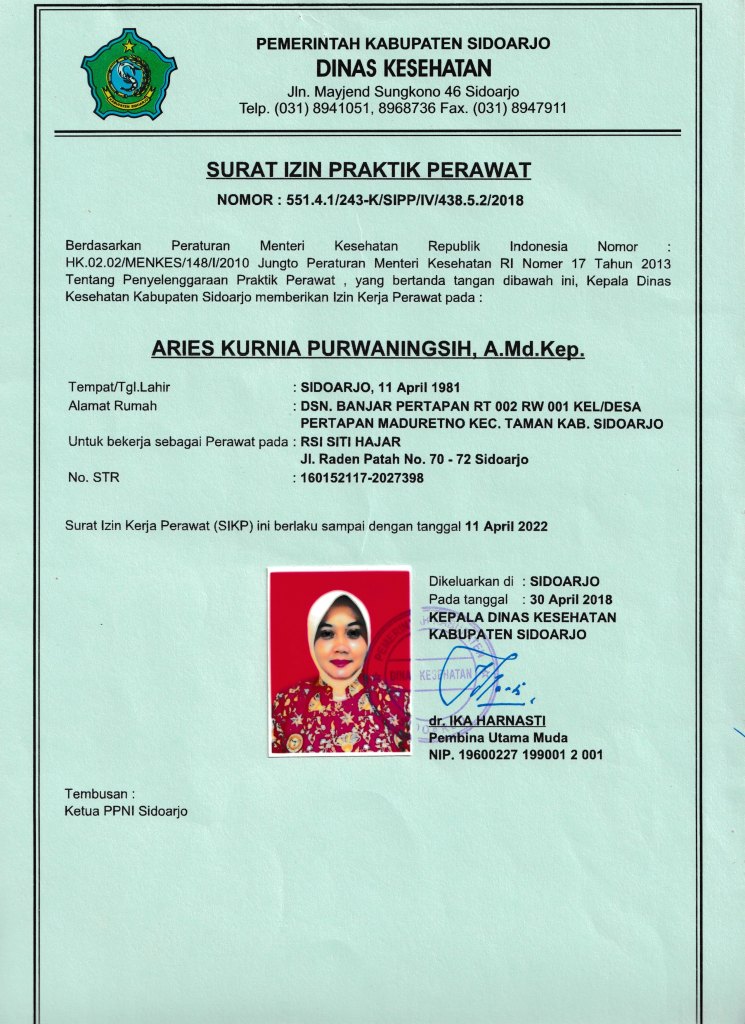 PEMERINTAH KABUPATEN SIDOARJO
DINAS KESEHATAN
Jln. Mayjend Sungkono 46 Sidoarjo
Telp. (031) 8941051, 8968736 Fax. (031) 8947911
SURAT IZIN PRAKTIK PERAWAT
NOMOR : 551.4.1/243-K/SIPP/IV/438.5.2/2018
Berdasarkan Peraturan Menteri Kesehatan Republik Indonesia Nomor :
HK.02.02/MENKES/148/I/2010 Jungto Peraturan Menteri Kesehatan RI Nomer 17 Tahun 2013
Tentang Penyelenggaraan Praktik Perawat , yang bertanda tangan dibawah ini, Kepala Dinas
Kesehatan Kabupaten Sidoarjo memberikan Izin Kerja Perawat pada :
ARIES KURNIA PURWANINGSIH, A.Md.Kep.
Tempat/Tgl.Lahir : SIDOARJO, 11 April 1981
Alamat Rumah : DSN. BANJAR PERTAPAN RT 002 RW 001 KEL/DESA
PERTAPAN MADURETNO KEC. TAMAN KAB. SIDOARJO
Untuk bekerja sebagai Perawat pada : RSI SITI HAJAR
Jl. Raden Patah No. 70 - 72 Sidoarjo
No. STR : 160152117-2027398
Surat Izin Kerja Perawat (SIKP) ini berlaku sampai dengan tanggal 11 April 2022
Dikeluarkan di : SIDOARJO
Pada tanggal : 30 April 2018
KEPALA DINAS KESEHATAN
KABUPATEN SIDOARJO
DINAS KESEHATAN
dr. IKA HARNASTI
Pembina Utama Muda
NIP. 19600227 199001 2 001
Tembusan :
Ketua PPNI Sidoarjo